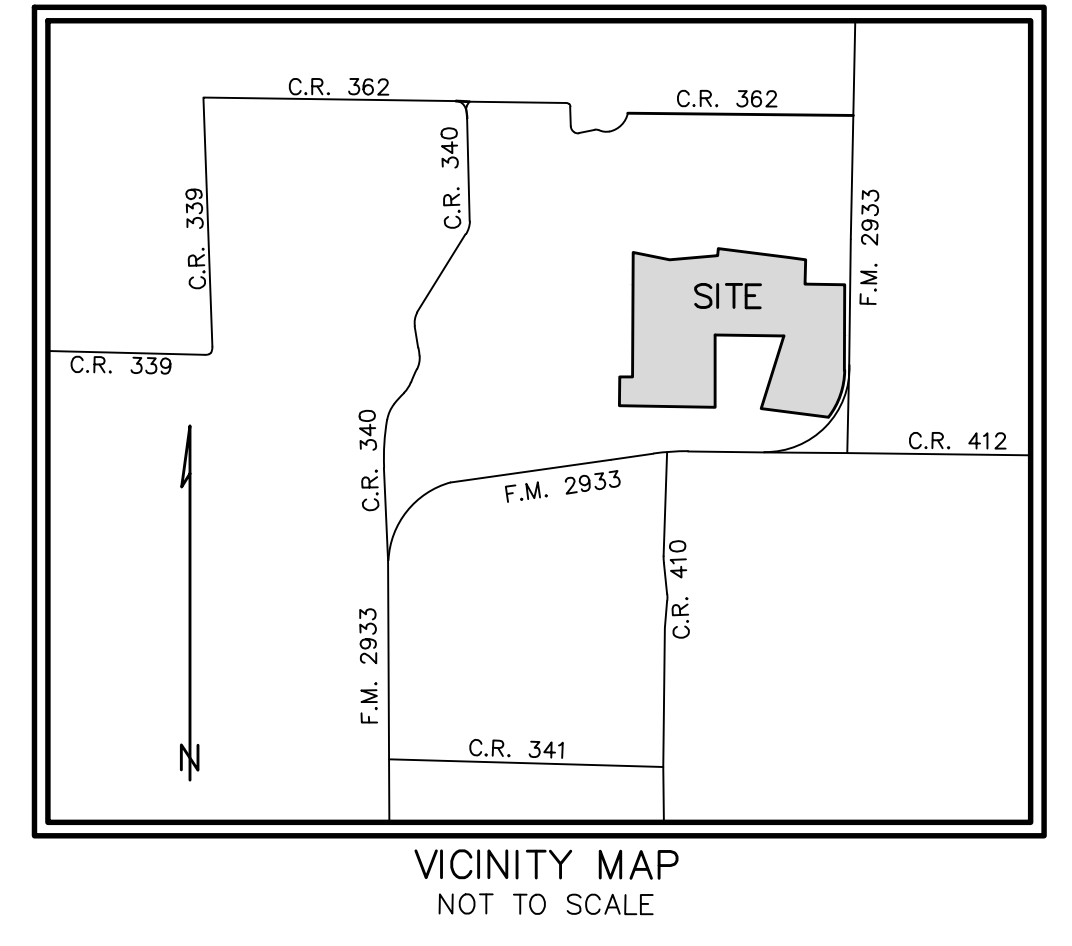 C.R. 362
C.R. 362
C.R. 340
C.R. 339
F.M. 2933
SITE
C.R. 339
C.R. 340
C.R. 412
F.M. 2933
C.R. 410
F.M. 2933
C.R. 341
N
VICINITY MAP
NOT TO SCALE